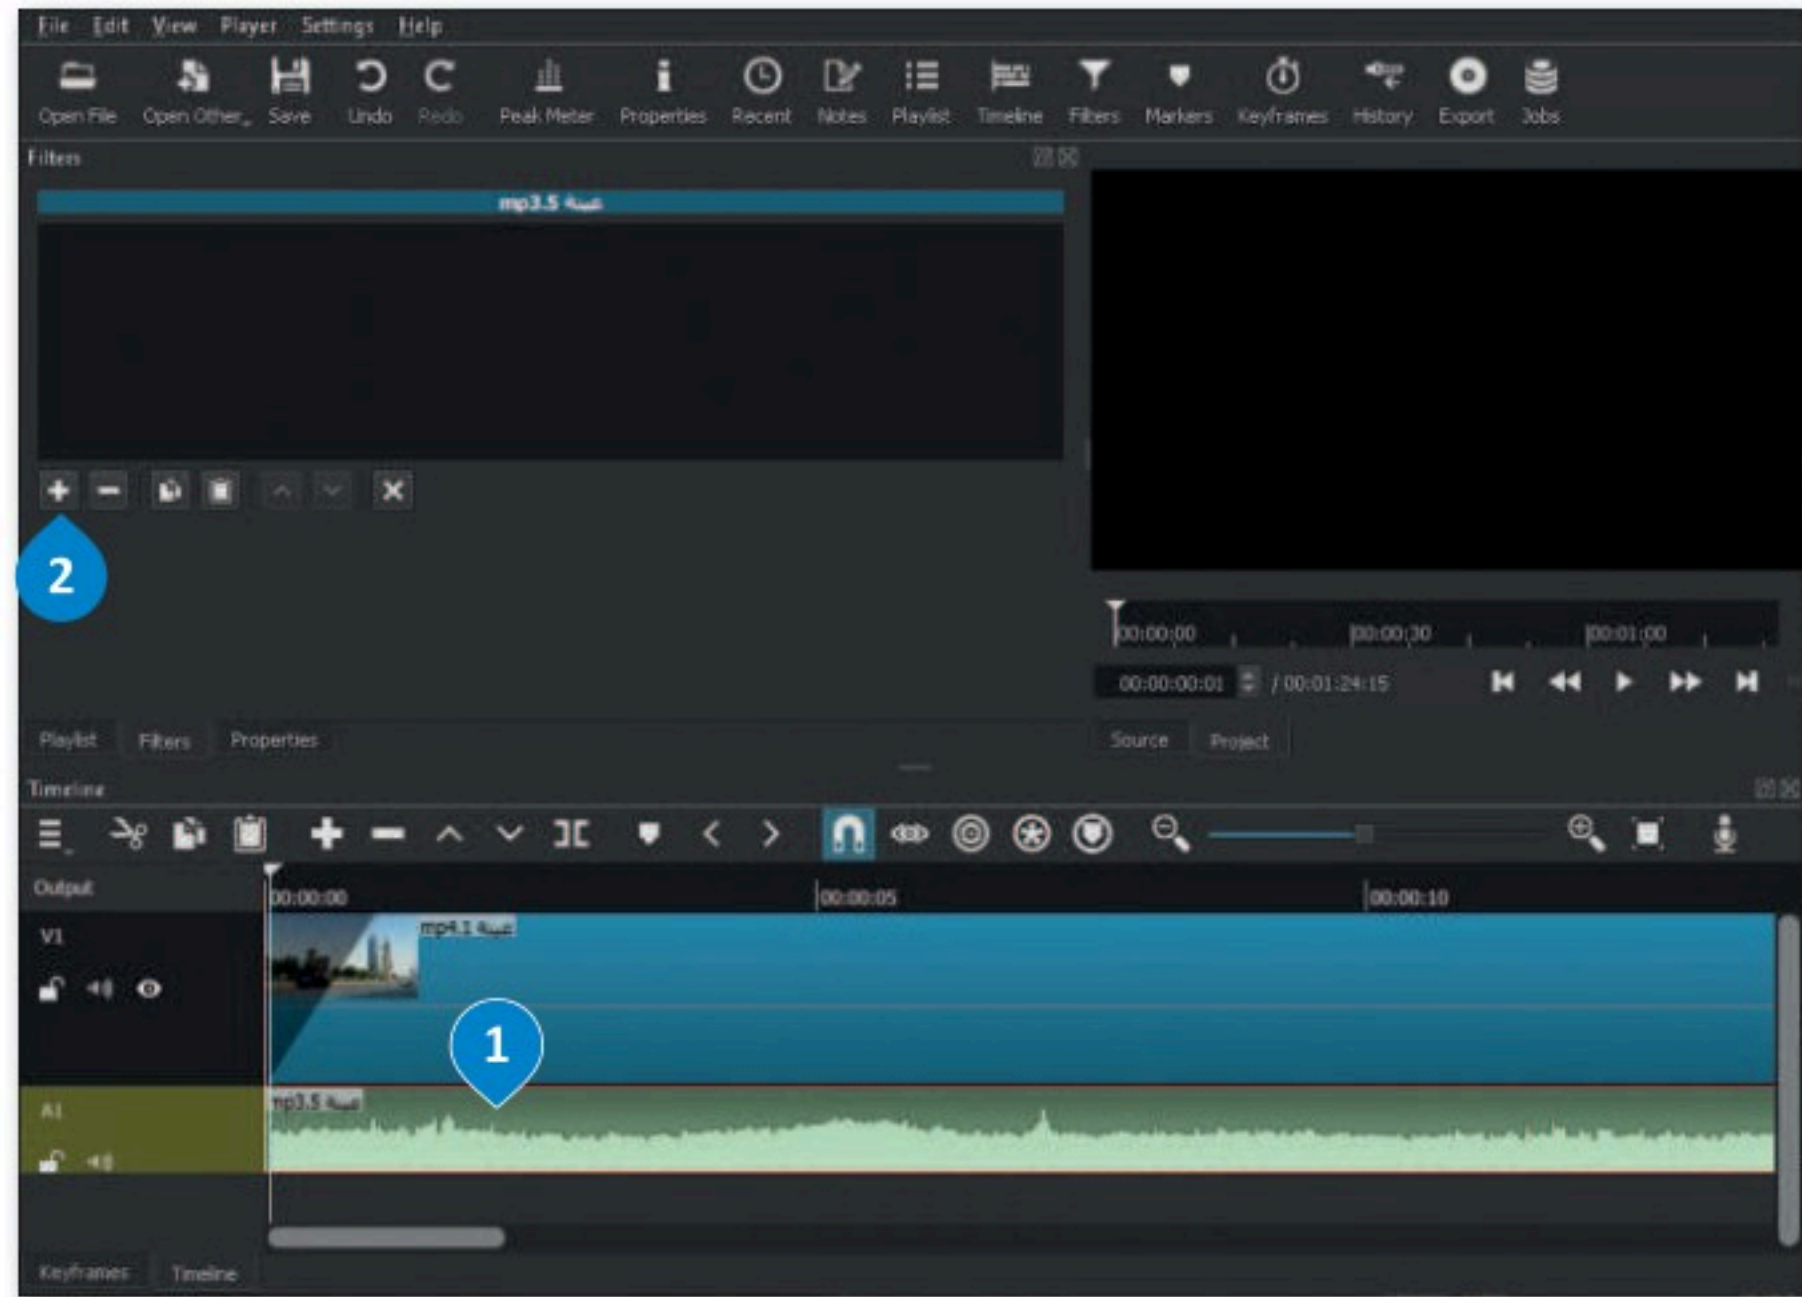 File Edit View Player Settings Help
Open File Open Other... Save Undo Redo Peak Meter Properties Recent Notes Playlist Timeline Filters Markers Keyframes History Export Jobs
Filters
عينة 5.mp3
2
00:00:00 00:00:30 00:01:00
00:00:00:01 / 00:01:24:15
Playlist Filters Properties
Source Project
Timeline
Output
00:00:00 00:00:05 00:00:10
V1
عينة 1.mp4
1
A1
عينة 5.mp3
Keyframes Timeline